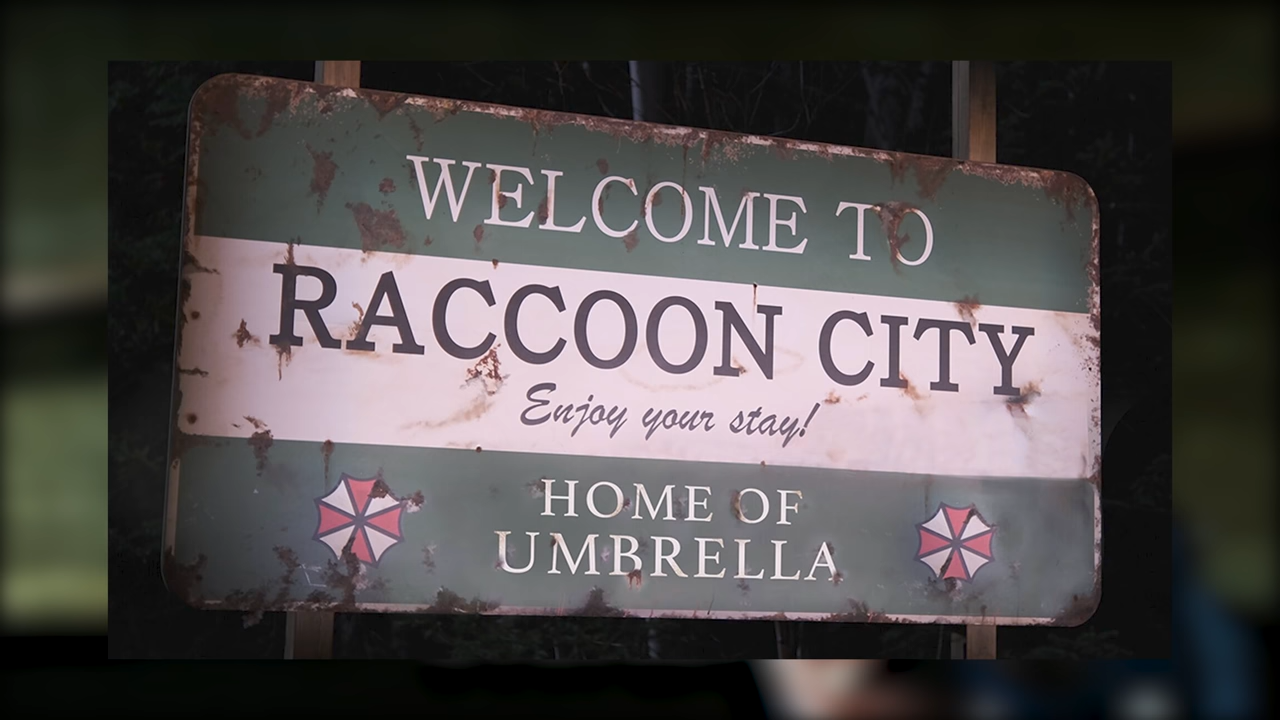 WELCOME TO
RACCOON CITY
Enjoy your stay!
HOME OF
UMBRELLA